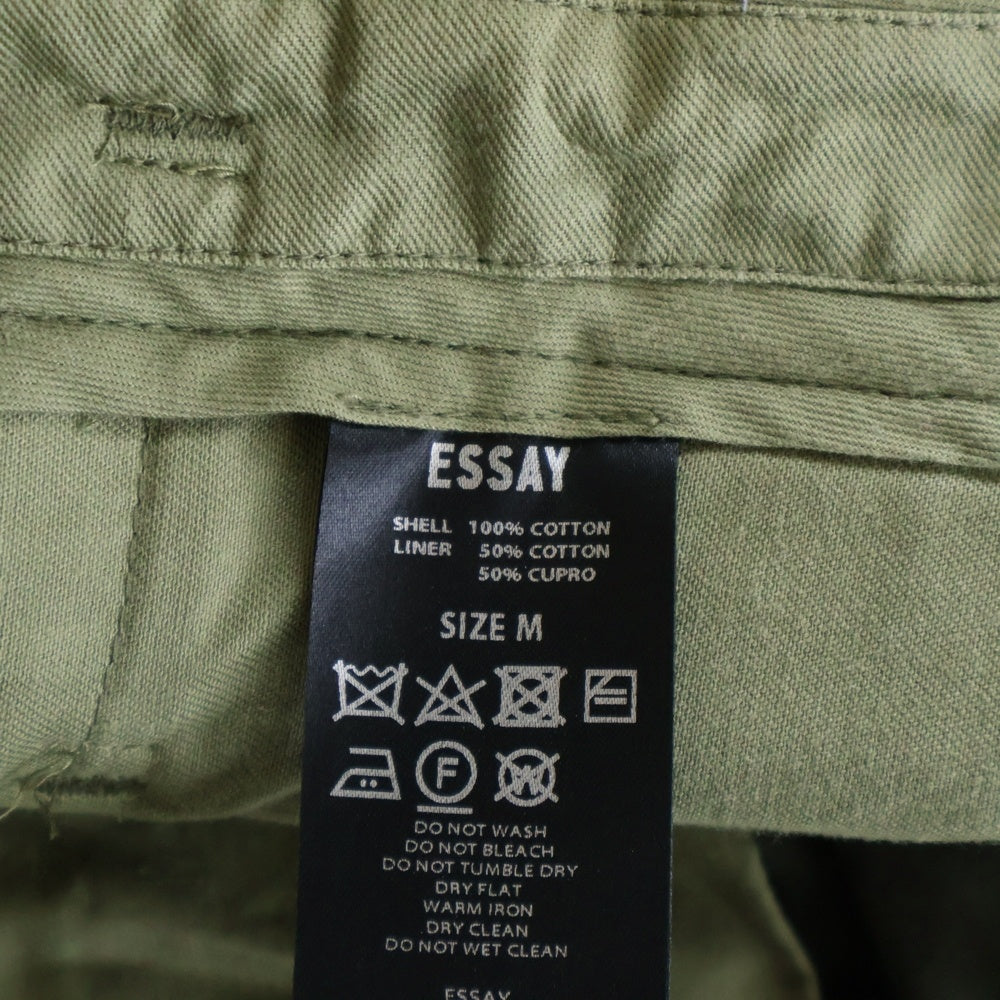 ESSAY
SHELL 100% COTTON
LINER 50% COTTON
50% CUPRO
SIZE M
F
W
DO NOT WASH
DO NOT BLEACH
DO NOT TUMBLE DRY
DRY FLAT
WARM IRON
DRY CLEAN
DO NOT WET CLEAN
ESSAY